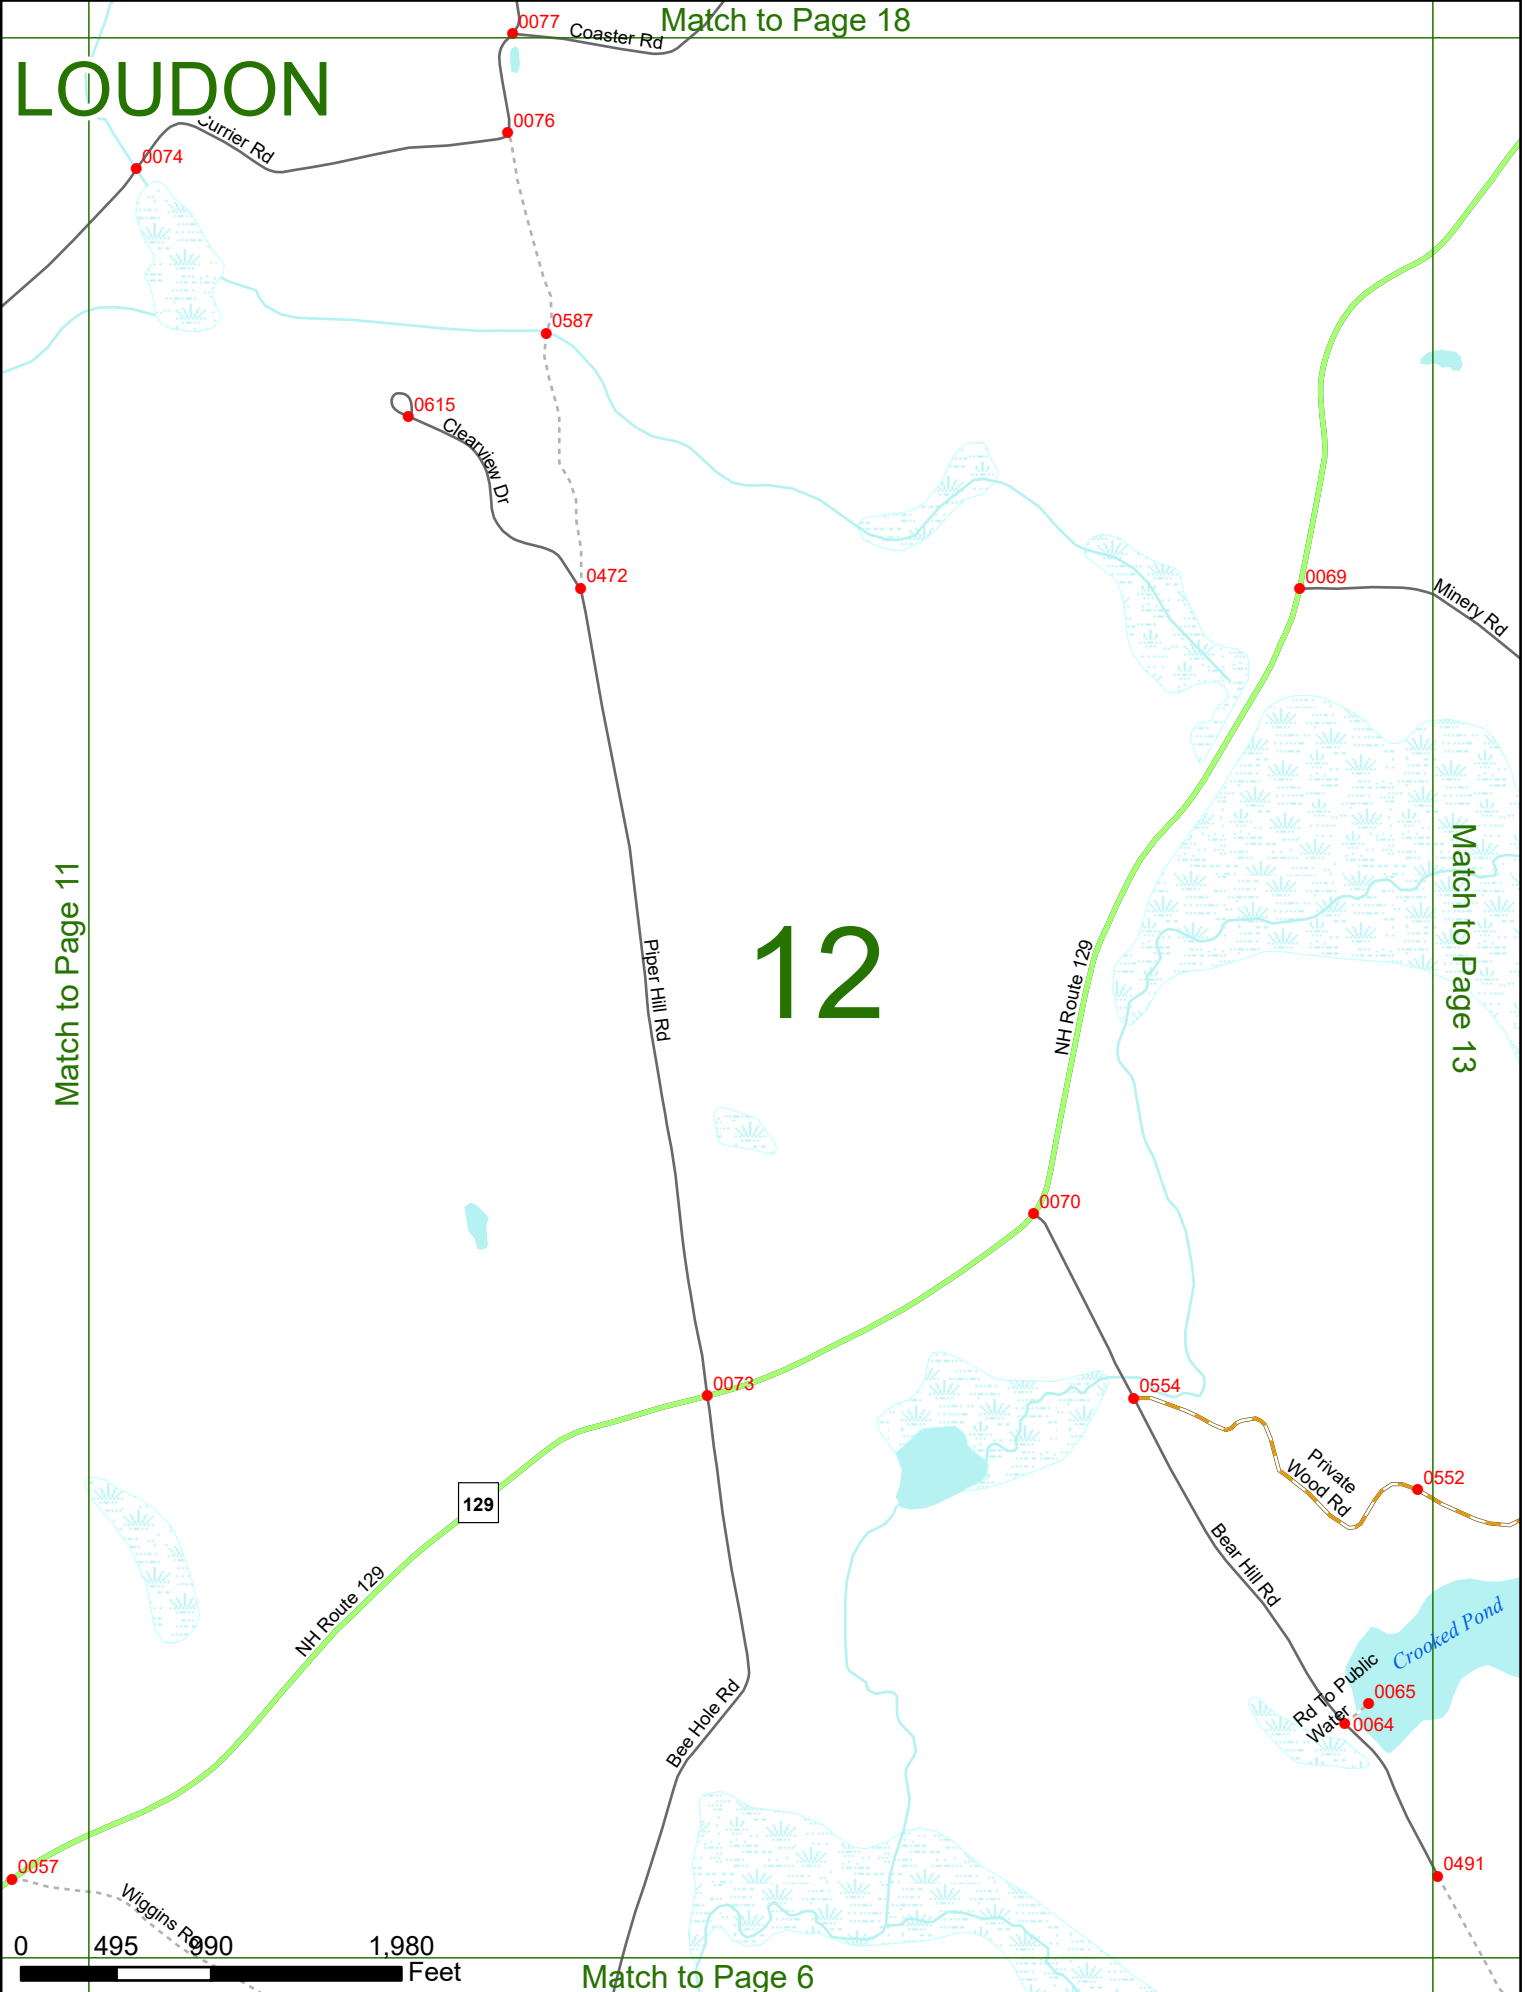 Match to Page 18
0077
Coaster Rd
LOUDON
0076
Currier Rd
0074
0587
0615
Clearview Dr
0472
0069
Minery Rd
Match to Page 11
Match to Page 13
12
Piper Hill Rd
NH Route 129
0070
0073
0554
129
Private
Wood Rd
0552
NH Route 129
Bear Hill Rd
Crooked Pond
Rd To Public
Water
0065
0064
Bee Hole Rd
0057
0491
Wiggins Rd
0 495 990 1,980
Feet
Match to Page 6